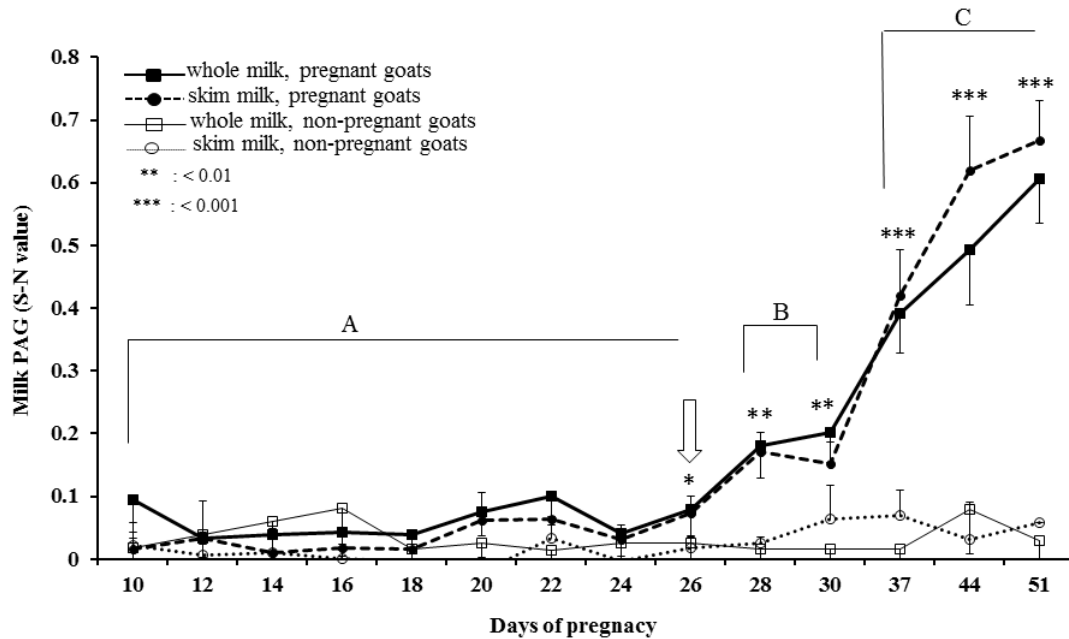 C
0.8
whole milk, pregnant goats
skim milk, pregnant goats
whole milk, non-pregnant goats
skim milk, non-pregnant goats
** : < 0.01
*** : < 0.001
0.7
0.6
0.5
0.4
0.3
0.2
0.1
0
Milk PAG (S-N value)
A
B
*
**
**
***
***
***
10 12 14 16 18 20 22 24 26 28 30 37 44 51
Days of pregnancy